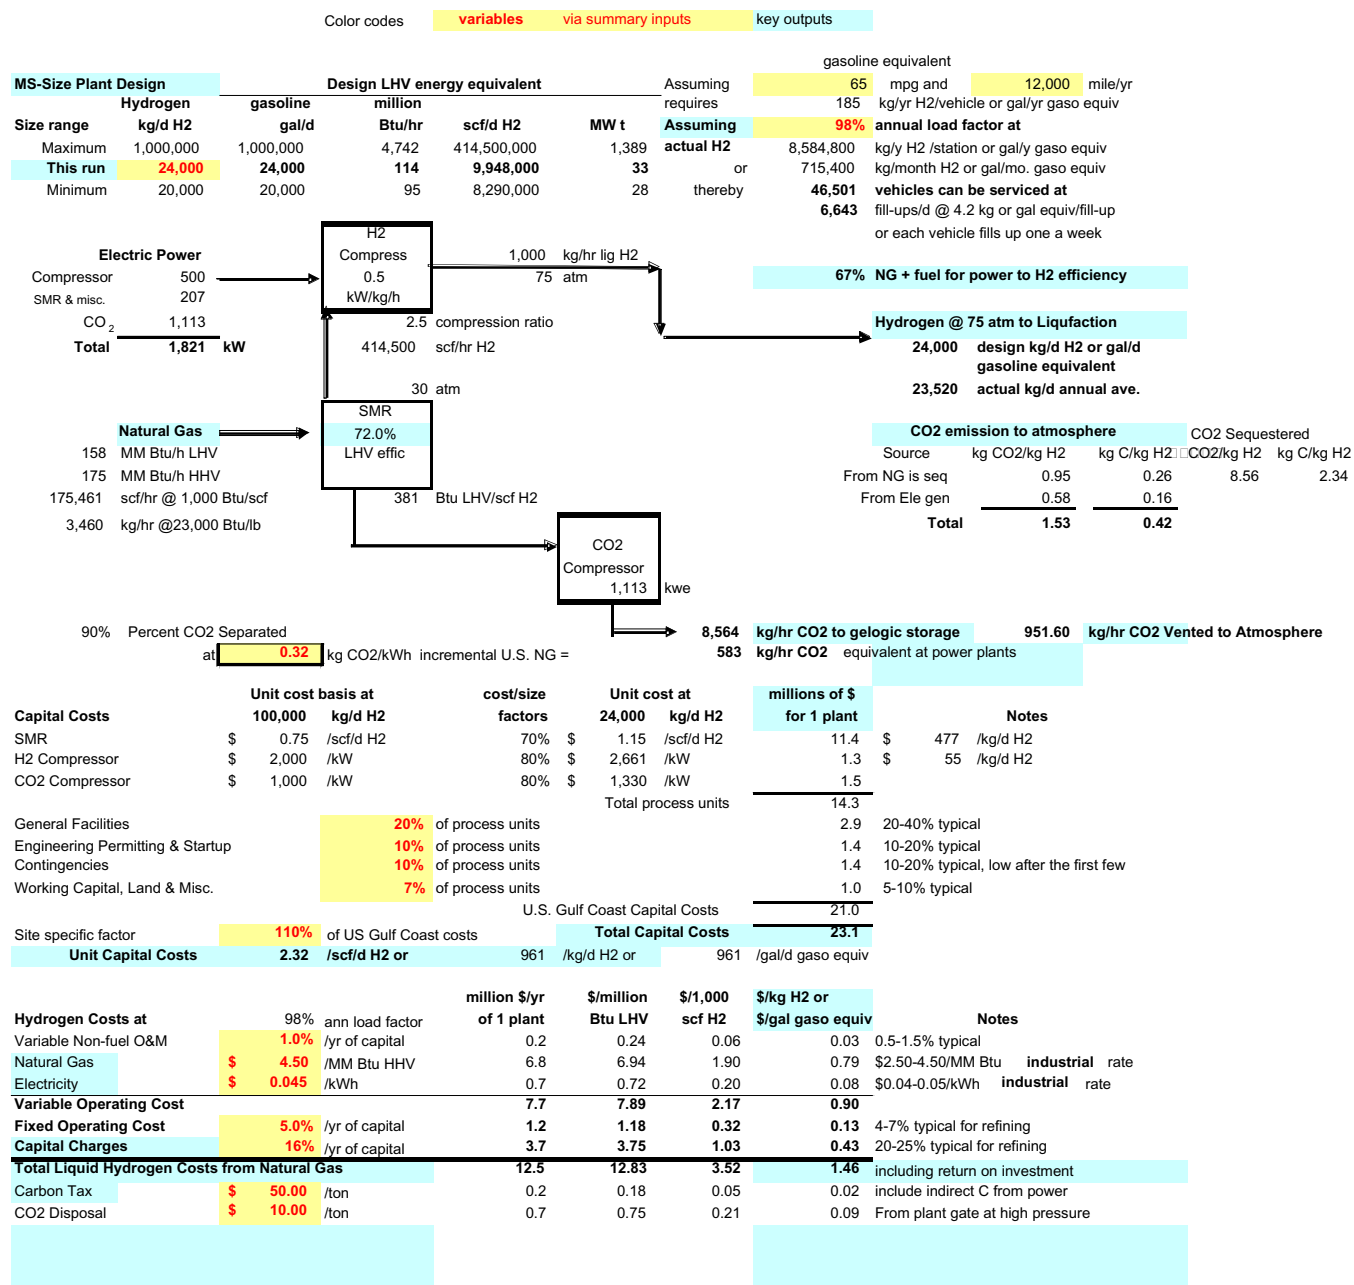 Color codes variables via summary inputs key outputs
gasoline equivalent
MS-Size Plant Design Design LHV energy equivalent Assuming 65 mpg and 12,000 mile/yr
Hydrogen gasoline million requires 185 kg/yr H2/vehicle or gal/yr gaso equiv
Size range kg/d H2 gal/d Btu/hr scf/d H2 MW t Assuming 98% annual load factor at
Maximum 1,000,000 1,000,000 4,742 414,500,000 1,389 actual H2 8,584,800 kg/y H2 /station or gal/y gaso equiv
This run 24,000 24,000 114 9,948,000 33 or 715,400 kg/month H2 or gal/mo. gaso equiv
Minimum 20,000 20,000 95 8,290,000 28 thereby 46,501 vehicles can be serviced at
6,643 fill-ups/d @ 4.2 kg or gal equiv/fill-up
H2 or each vehicle fills up one a week
Electric Power Compress 1,000 kg/hr lig H2
Compressor 500 0.5 75 atm 67% NG + fuel for power to H2 efficiency
SMR & misc. 207 kW/kg/h
CO 2 1,113 2.5 compression ratio Hydrogen @ 75 atm to Liqufaction
Total 1,821 kW 414,500 scf/hr H2 24,000 design kg/d H2 or gal/d
gasoline equivalent
30 atm 23,520 actual kg/d annual ave.
SMR
Natural Gas 72.0% CO2 emission to atmosphere CO2 Sequestered
158 MM Btu/h LHV LHV effic Source kg CO2/kg H2 kg C/kg H2 CO2/kg H2 kg C/kg H2
175 MM Btu/h HHV From NG is seq 0.95 0.26 8.56 2.34
175,461 scf/hr @ 1,000 Btu/scf 381 Btu LHV/scf H2 From Ele gen 0.58 0.16
3,460 kg/hr @23,000 Btu/lb Total 1.53 0.42
CO2
Compressor
1,113 kwe
90% Percent CO2 Separated 8,564 kg/hr CO2 to gelogic storage 951.60 kg/hr CO2 Vented to Atmosphere
at 0.32 kg CO2/kWh incremental U.S. NG = 583 kg/hr CO2 equivalent at power plants
Unit cost basis at cost/size Unit cost at millions of $
Capital Costs 100,000 kg/d H2 factors 24,000 kg/d H2 for 1 plant Notes
SMR $ 0.75 /scf/d H2 70% $ 1.15 /scf/d H2 11.4 $ 477 /kg/d H2
H2 Compressor $ 2,000 /kW 80% $ 2,661 /kW 1.3 $ 55 /kg/d H2
CO2 Compressor $ 1,000 /kW 80% $ 1,330 /kW 1.5
Total process units 14.3
General Facilities 20% of process units 2.9 20-40% typical
Engineering Permitting & Startup 10% of process units 1.4 10-20% typical
Contingencies 10% of process units 1.4 10-20% typical, low after the first few
Working Capital, Land & Misc. 7% of process units 1.0 5-10% typical
U.S. Gulf Coast Capital Costs 21.0
Site specific factor 110% of US Gulf Coast costs Total Capital Costs 23.1
Unit Capital Costs 2.32 /scf/d H2 or 961 /kg/d H2 or 961 /gal/d gaso equiv
million $/yr $/million $/1,000 $/kg H2 or
Hydrogen Costs at 98% ann load factor of 1 plant Btu LHV scf H2 $/gal gaso equiv Notes
Variable Non-fuel O&M 1.0% /yr of capital 0.2 0.24 0.06 0.03 0.5-1.5% typical
Natural Gas $ 4.50 /MM Btu HHV 6.8 6.94 1.90 0.79 $2.50-4.50/MM Btu industrial rate
Electricity $ 0.045 /kWh 0.7 0.72 0.20 0.08 $0.04-0.05/kWh industrial rate
Variable Operating Cost 7.7 7.89 2.17 0.90
Fixed Operating Cost 5.0% /yr of capital 1.2 1.18 0.32 0.13 4-7% typical for refining
Capital Charges 16% /yr of capital 3.7 3.75 1.03 0.43 20-25% typical for refining
Total Liquid Hydrogen Costs from Natural Gas 12.5 12.83 3.52 1.46 including return on investment
Carbon Tax $ 50.00 /ton 0.2 0.18 0.05 0.02 include indirect C from power
CO2 Disposal $ 10.00 /ton 0.7 0.75 0.21 0.09 From plant gate at high pressure